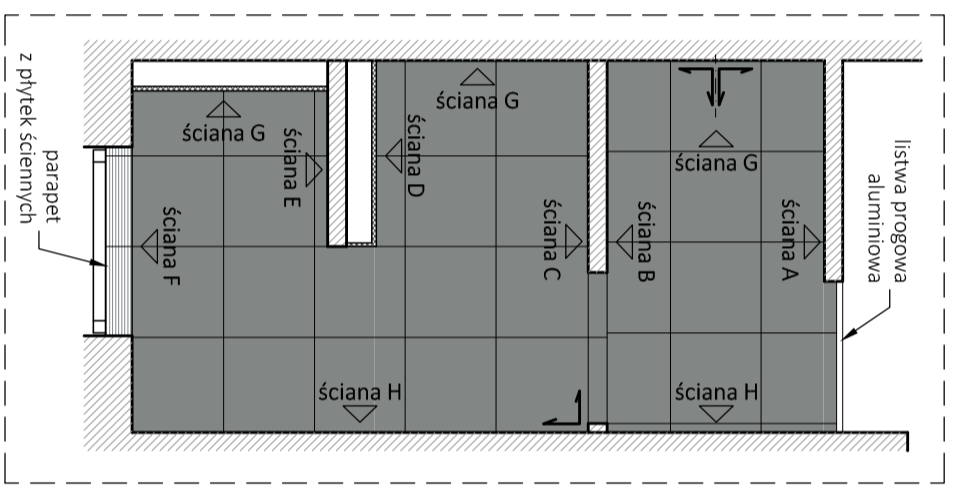 ściana G
ściana G
ściana G
ściana E
ściana D
ściana F
ściana C
ściana B
ściana A
ściana H
ściana H
parapet
z płytek ściennych
listwa progowa
aluminiowa